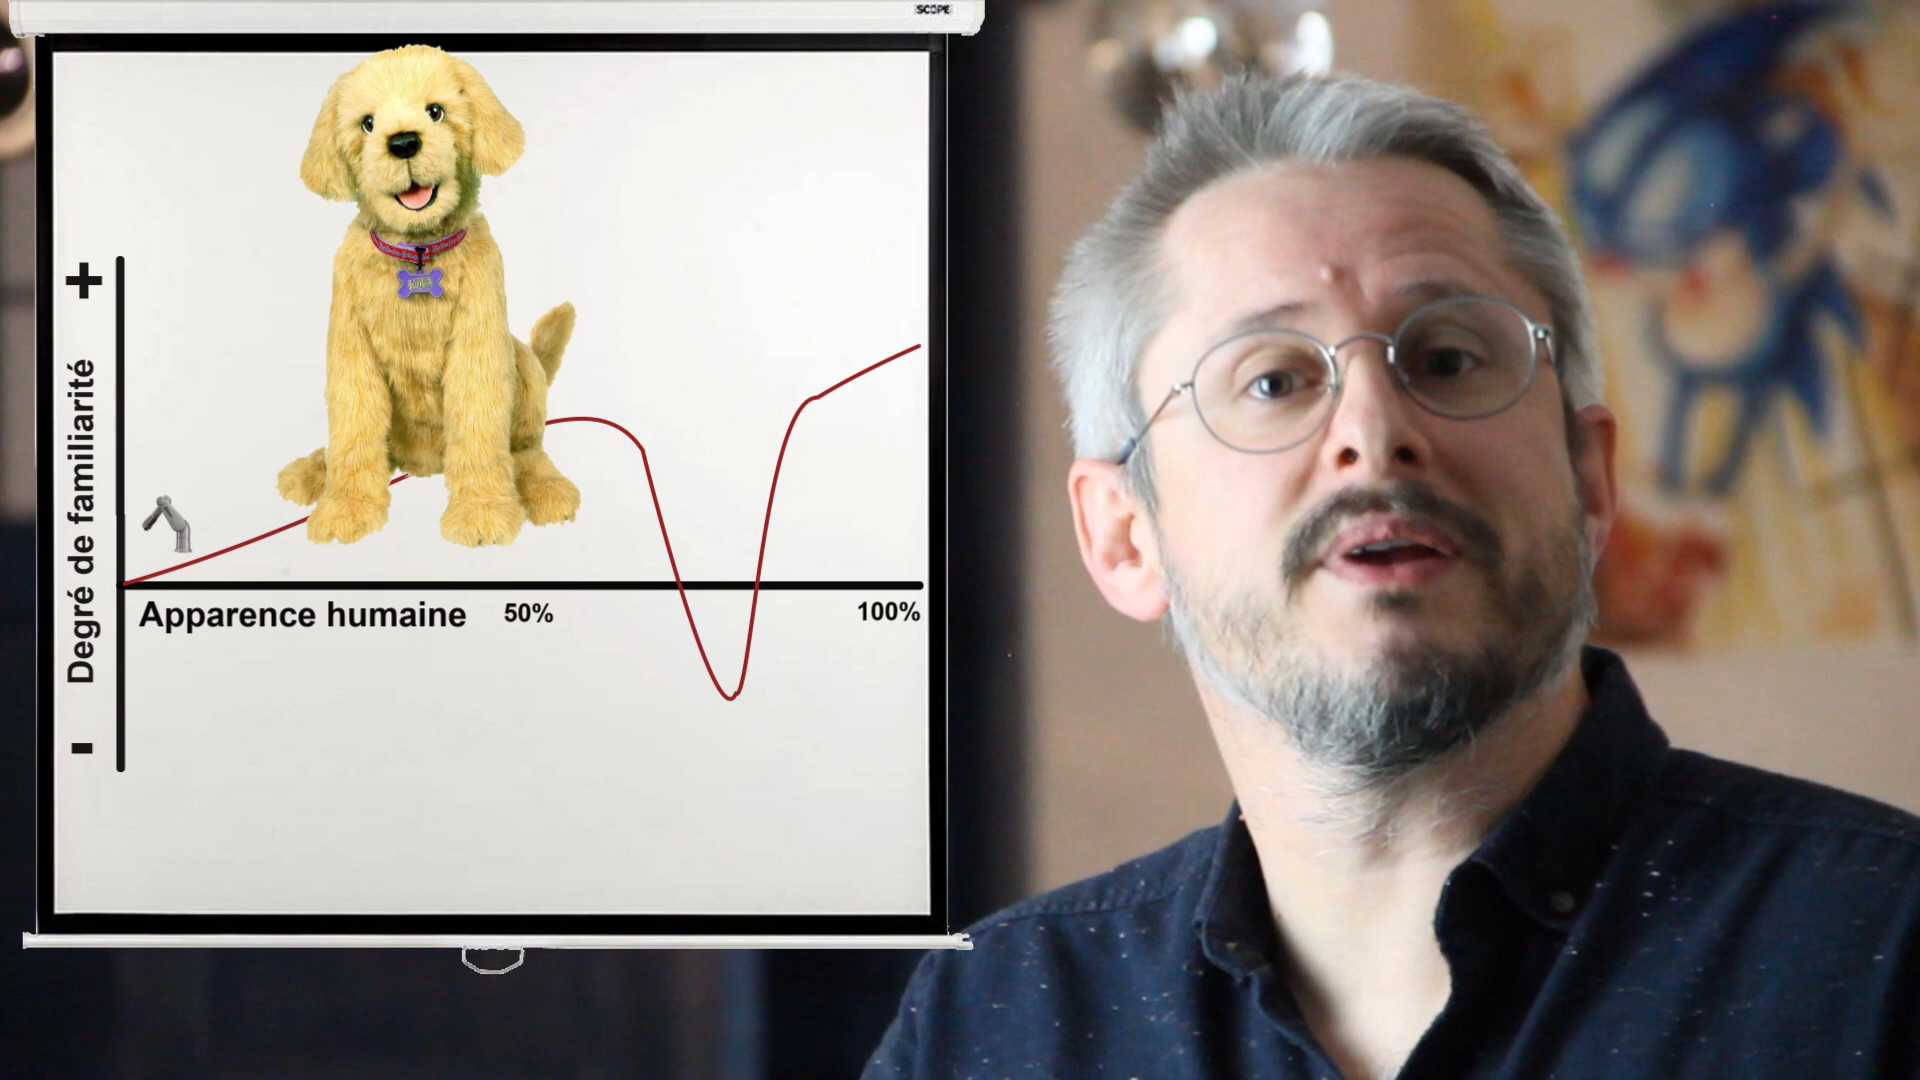 SCOPE
+
Degré de familiarité
-
Apparence humaine
50%
100%